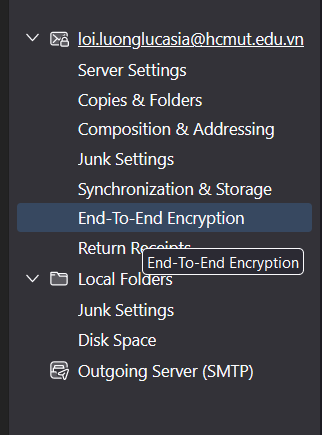 loi.luonglucasia@hcmut.edu.vn
Server Settings
Copies & Folders
Composition & Addressing
Junk Settings
Synchronization & Storage
End-To-End Encryption
Return Receipts
End-To-End Encryption
Local Folders
Junk Settings
Disk Space
Outgoing Server (SMTP)